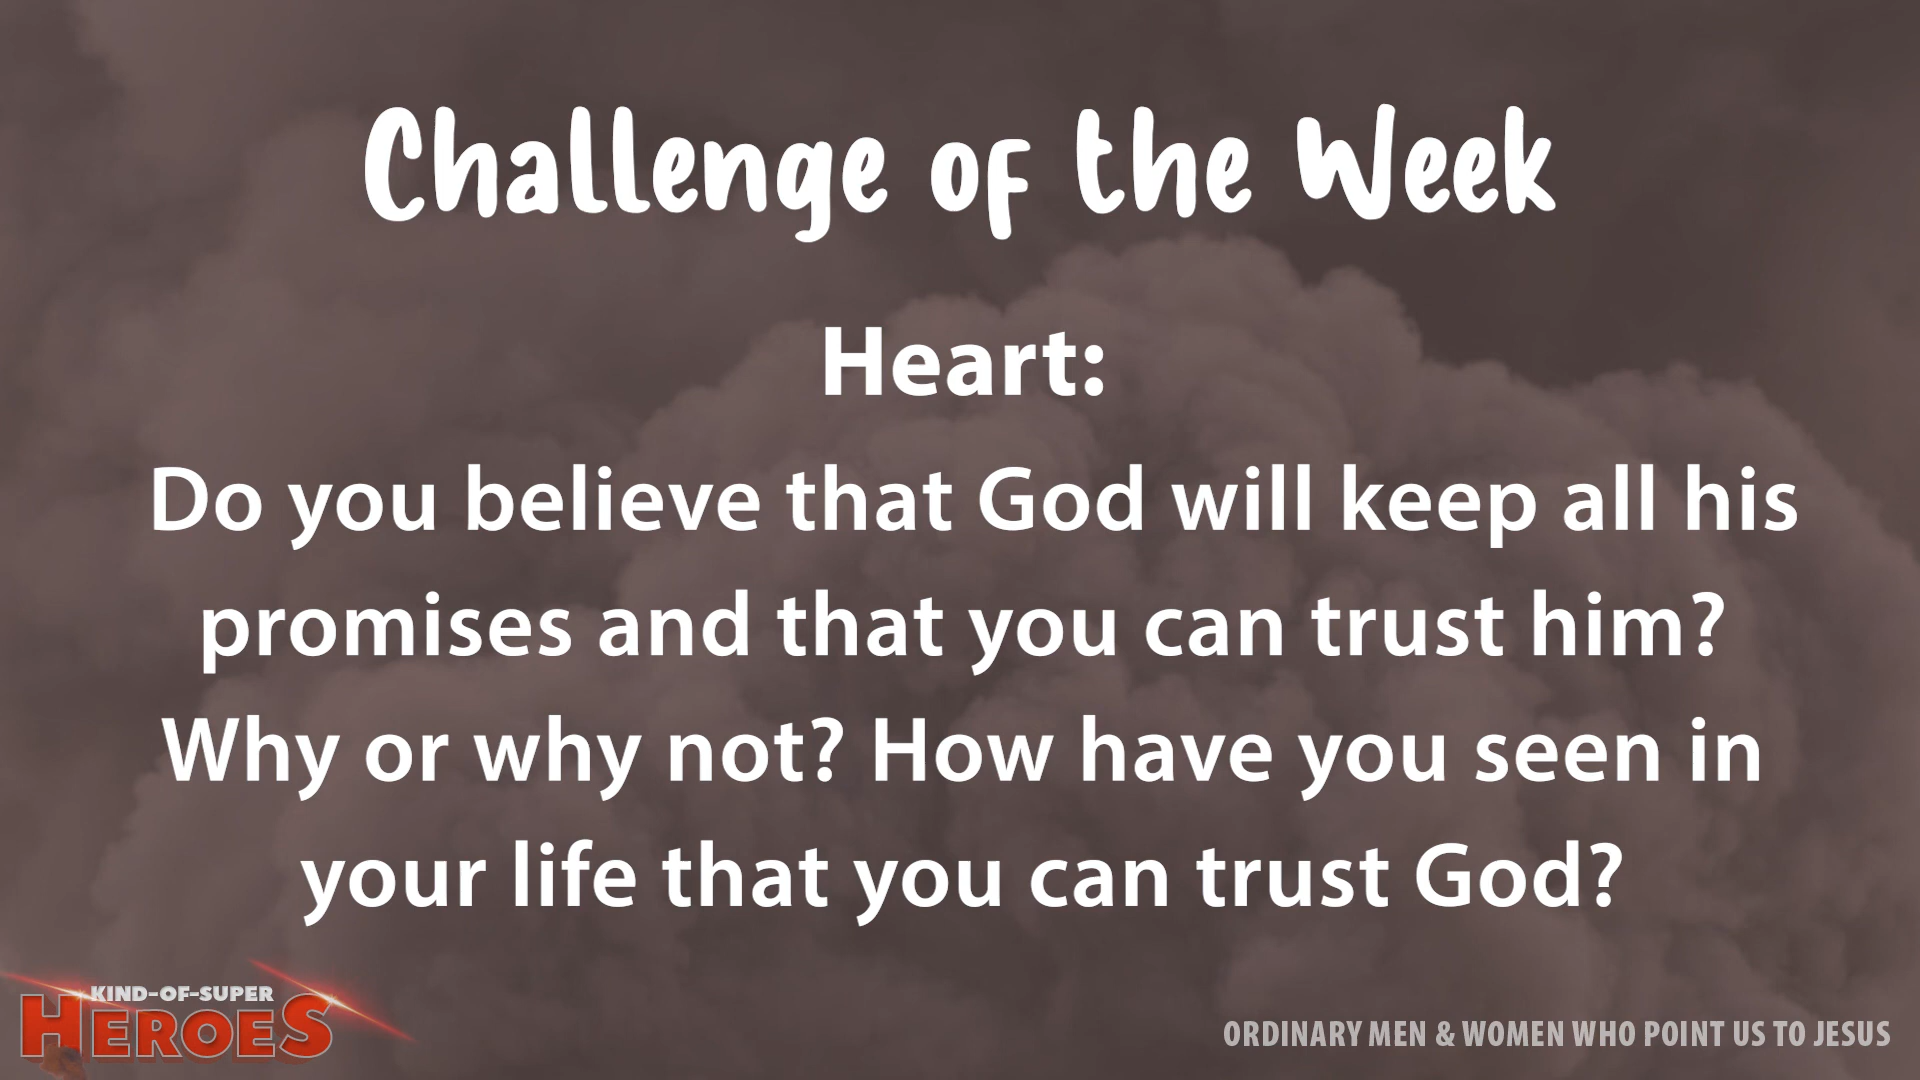 Challenge of the Week
Heart:
Do you believe that God will keep all his
promises and that you can trust him?
Why or why not? How have you seen in
your life that you can trust God?
KIND-OF-SUPER
HEROES
ORDINARY MEN & WOMEN WHO POINT US TO JESUS